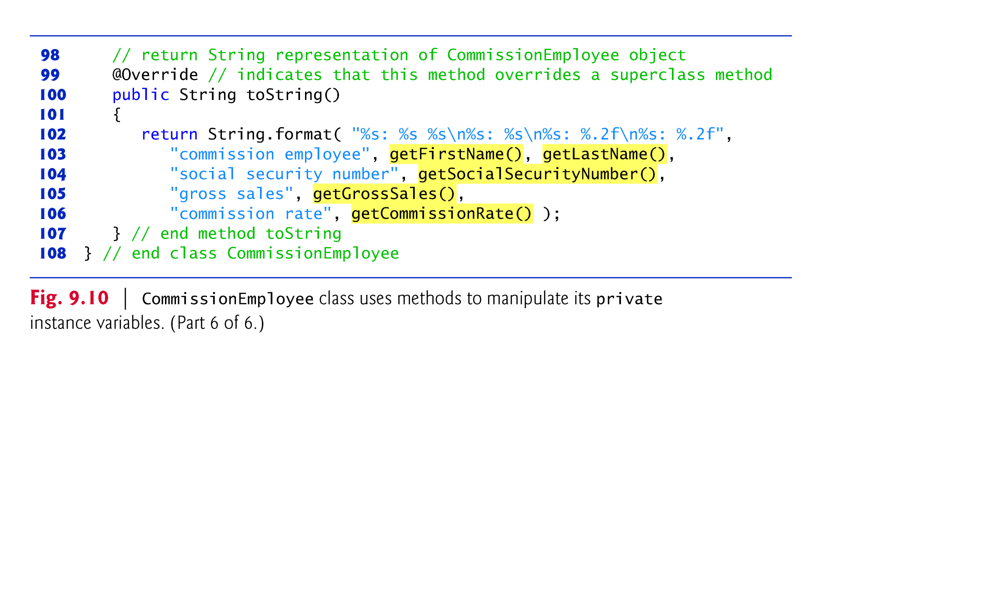 98 // return String representation of CommissionEmployee object
99 @Override // indicates that this method overrides a superclass method
100 public String toString()
101 {
102 return String.format( "%s: %s %s\n%s: %s\n%s: %.2f\n%s: %.2f",
103 "commission employee", getFirstName(), getLastName(),
104 "social security number", getSocialSecurityNumber(),
105 "gross sales", getGrossSales(),
106 "commission rate", getCommissionRate() );
107 } // end method toString
108 } // end class CommissionEmployee
Fig. 9.10 | CommissionEmployee class uses methods to manipulate its private
instance variables. (Part 6 of 6.)